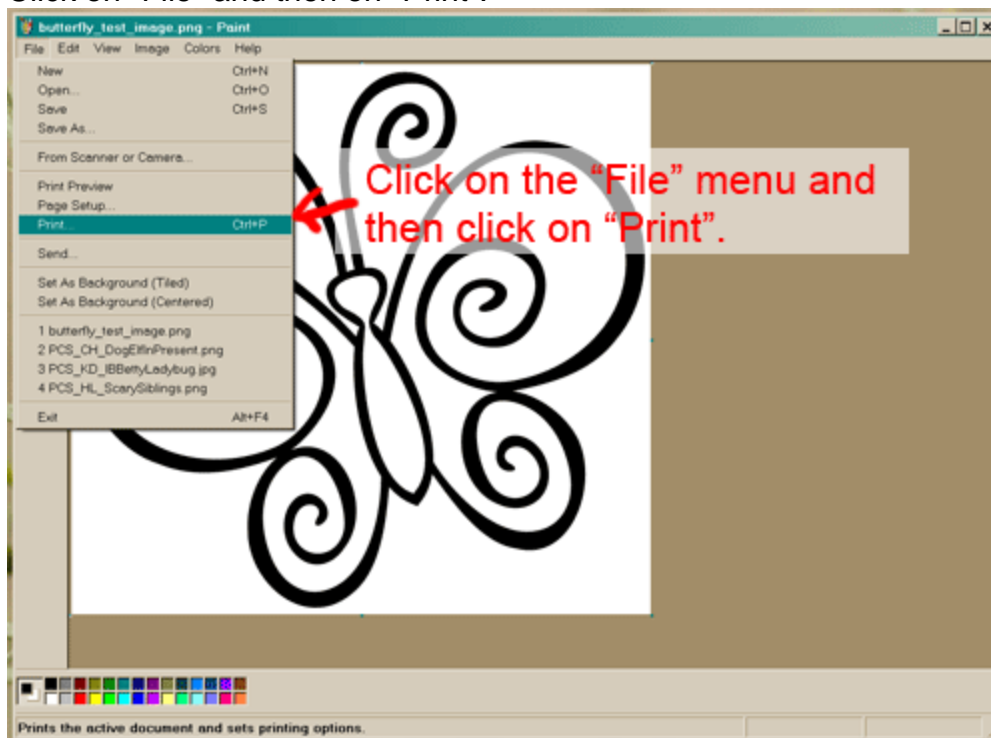 Click on "File" and then on "Print".
butterfly_test_image.png - Paint
File Edit View Image Colors Help
New Ctrl+N
Open... Ctrl+O
Save Ctrl+S
Save As...
From Scanner or Camera...
Print Preview
Page Setup...
Print... Ctrl+P
Send...
Set As Background (Tiled)
Set As Background (Centered)
1 butterfly_test_image.png
2 PCS_CH_DogElfInPresent.png
3 PCS_KD_IBBettyLadybug.jpg
4 PCS_HL_ScarySiblings.png
Exit Alt+F4
Click on the “File” menu and
then click on “Print”.
Prints the active document and sets printing options.